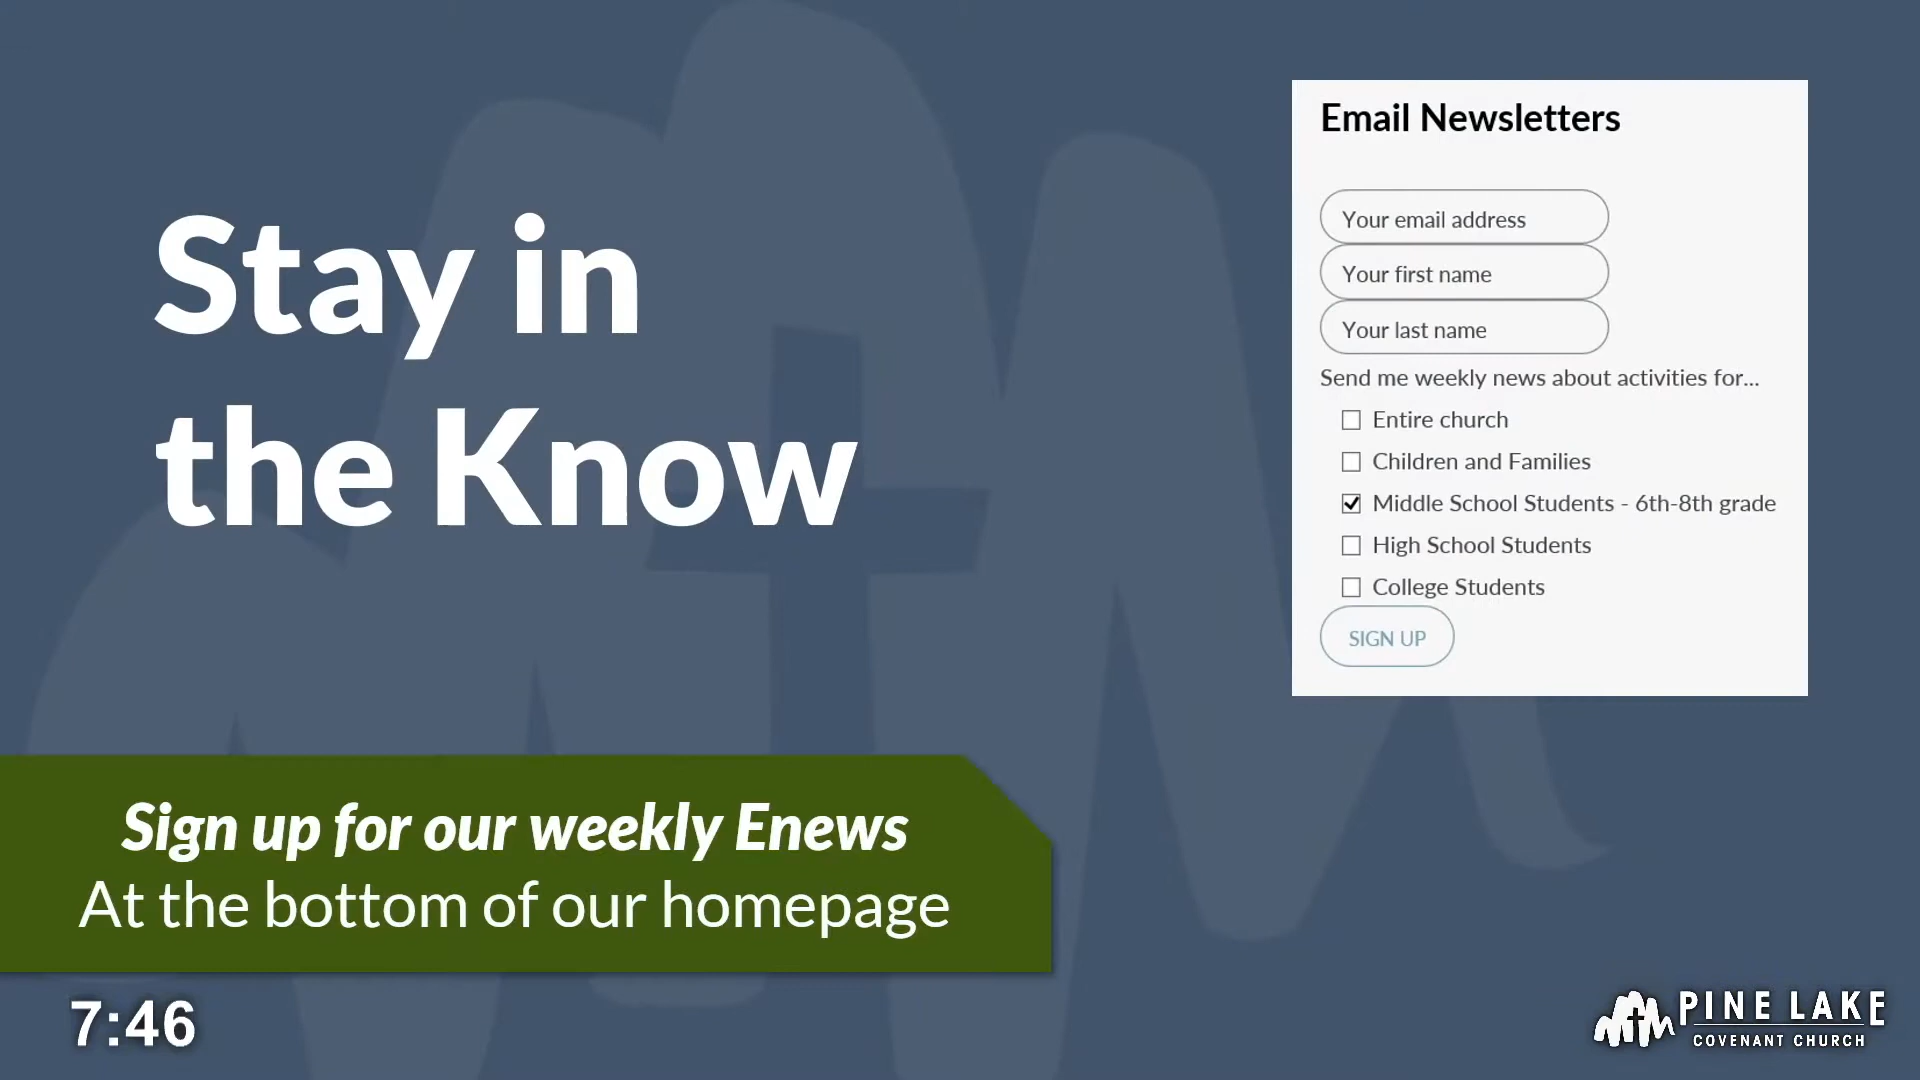 Stay in
the Know
Email Newsletters
Your email address
Your first name
Your last name
Send me weekly news about activities for...
Entire church
Children and Families
Middle School Students - 6th-8th grade
High School Students
College Students
SIGN UP
Sign up for our weekly Enews
At the bottom of our homepage
7:46
PINE LAKE
COVENANT CHURCH